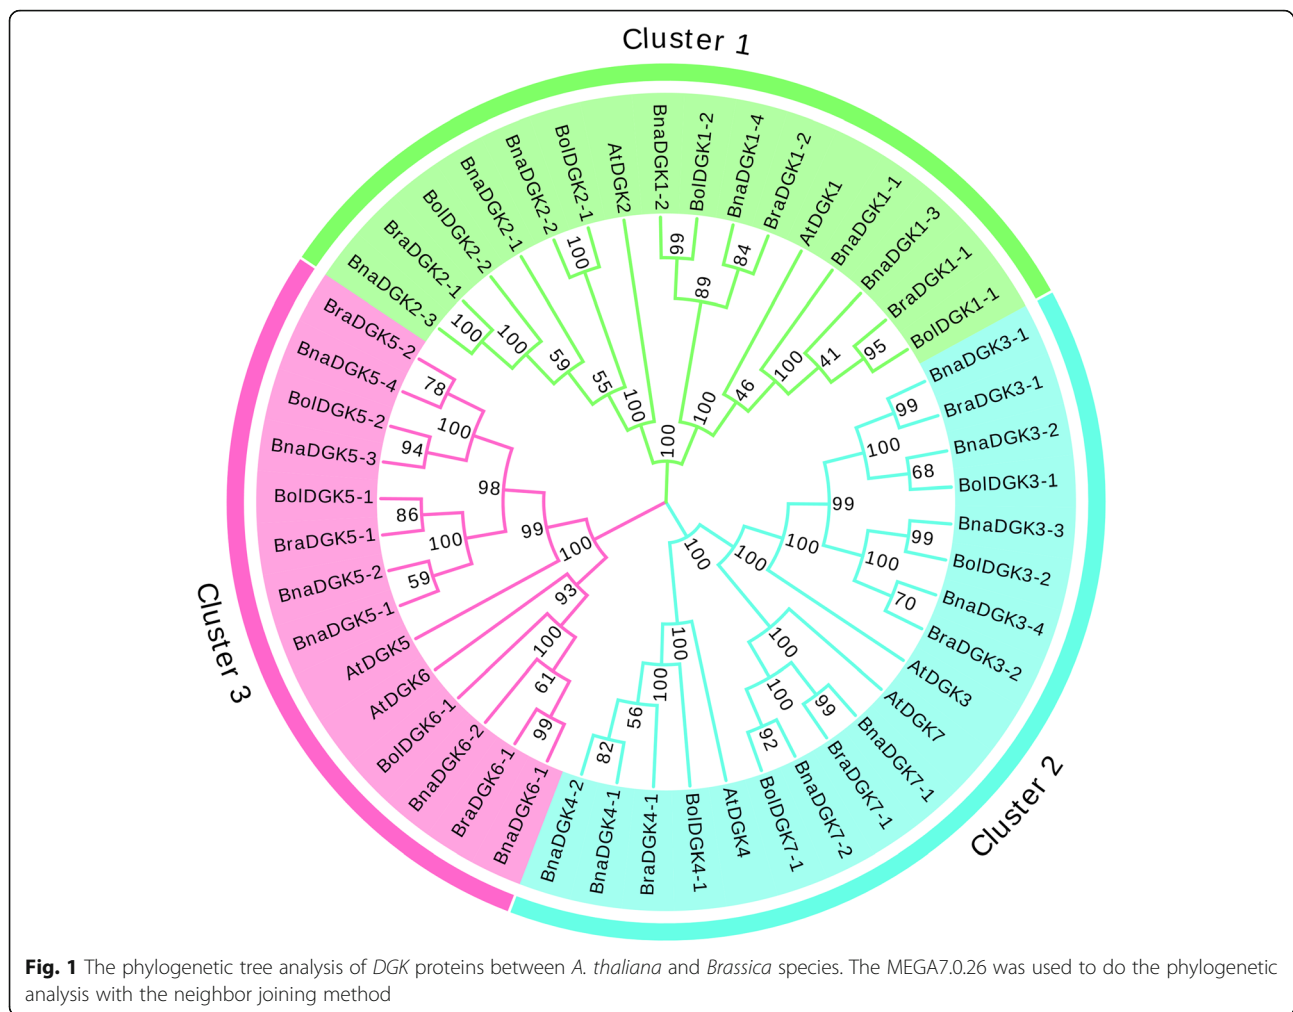 Cluster 1
BnaDGK2-3
BraDGK2-1
BolDGK2-2
BnaDGK2-1
BnaDGK2-2
BolDGK2-1
AtDGK2
BnaDGK1-2
BolDGK1-2
BnaDGK1-4
BraDGK1-2
AtDGK1
BnaDGK1-1
BnaDGK1-3
BraDGK1-1
BolDGK1-1
100
100
59
55
100
100
100
99
89
84
100
46
100
41
95
Cluster 2
BnaDGK3-1
BraDGK3-1
BnaDGK3-2
BolDGK3-1
BnaDGK3-3
BolDGK3-2
BnaDGK3-4
BraDGK3-2
AtDGK3
AtDGK7
BnaDGK7-1
BraDGK7-1
BnaDGK7-2
BolDGK7-1
AtDGK4
BolDGK4-1
BraDGK4-1
BnaDGK4-1
BnaDGK4-2
99
100
68
99
99
100
70
100
100
100
100
99
100
92
100
100
56
82
Cluster 3
BraDGK5-2
BnaDGK5-4
BolDGK5-2
BnaDGK5-3
BolDGK5-1
BraDGK5-1
BnaDGK5-2
BnaDGK5-1
AtDGK5
AtDGK6
BolDGK6-1
BnaDGK6-2
BraDGK6-1
BnaDGK6-1
78
100
94
98
86
100
59
99
100
93
100
61
99
Fig. 1 The phylogenetic tree analysis of DGK proteins between A. thaliana and Brassica species. The MEGA7.0.26 was used to do the phylogenetic
analysis with the neighbor joining method